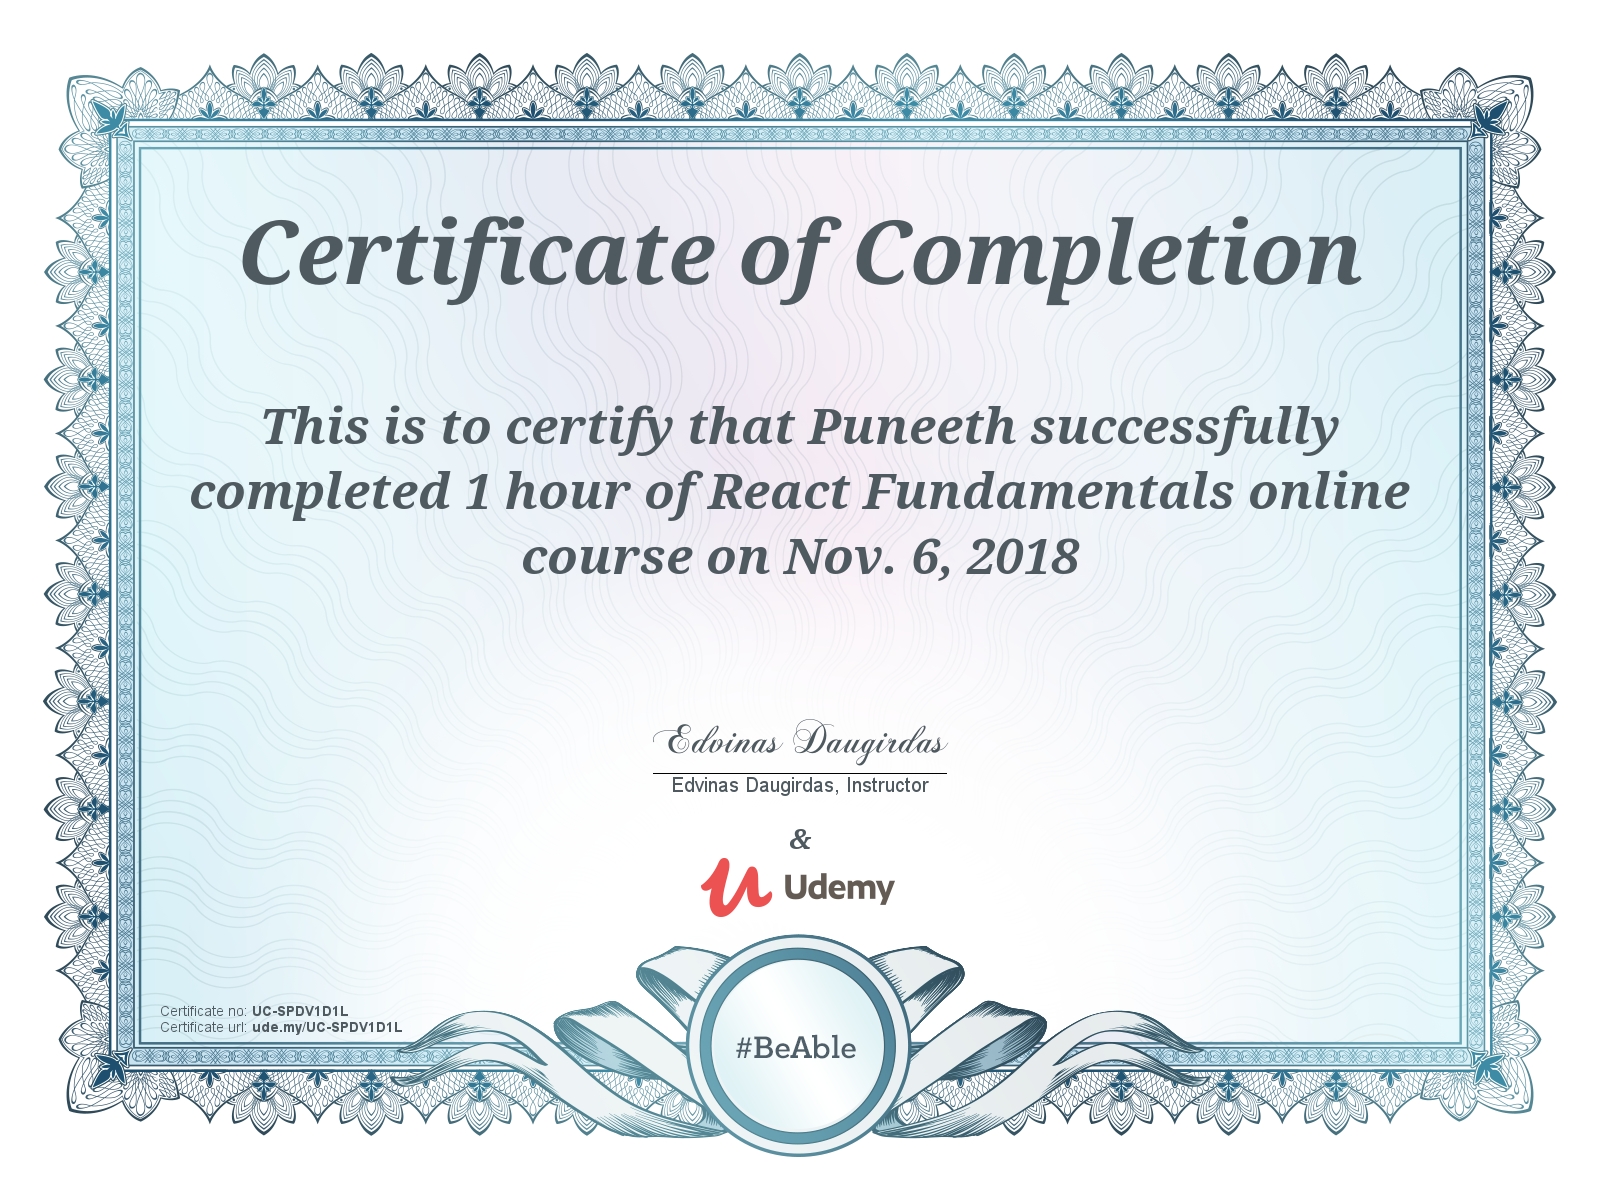 Certificate of Completion
This is to certify that Puneeth successfully
completed 1 hour of React Fundamentals online
course on Nov. 6, 2018
Edvinas Daugirdas
Edvinas Daugirdas, Instructor
&
Udemy
Certificate no: UC-SPDV1D1L
Certificate url: ude.my/UC-SPDV1D1L
#BeAble